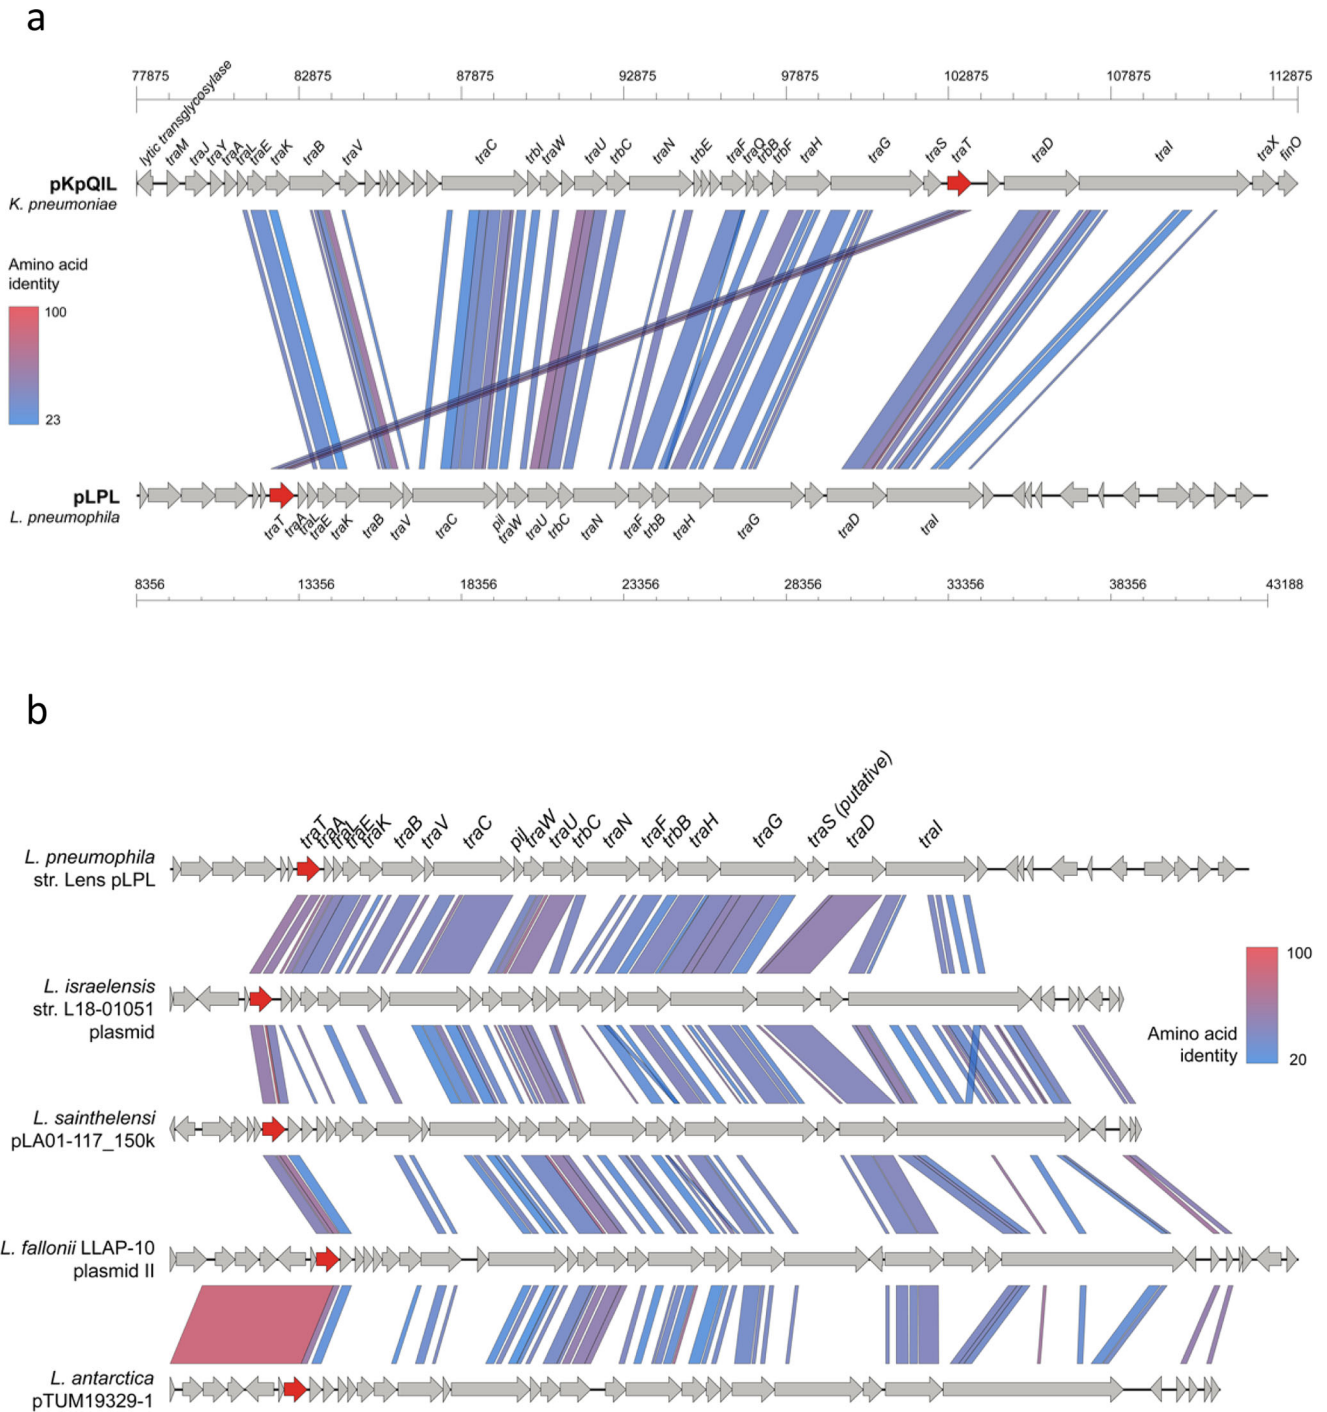 a
77875 82875 87875 92875 97875 102875 107875 112875
lytic transglycosylase traM traJ traY traA traL traE traK traB traV traC trbI traW traU trbC traN trbE traF traQ trbB trbF traH traG traS traT traD traI traX finO
pKpQIL
K. pneumoniae
Amino acid
identity
100
23
pLPL
L. pneumophila
traT traA traL traE traK traB traV traC pil traW traU trbC traN traF trbB traH traG traD traI
8356 13356 18356 23356 28356 33356 38356 43188
b
traT traA traL traE traK traB traV traC pil traW traU trbC traN traF trbB traH traG traS (putative) traD traI
L. pneumophila
str. Lens pLPL
L. israelensis
str. L18-01051
plasmid
100
Amino acid
identity
20
L. sainthelensi
pLA01-117_150k
L. fallonii LLAP-10
plasmid II
L. antarctica
pTUM19329-1